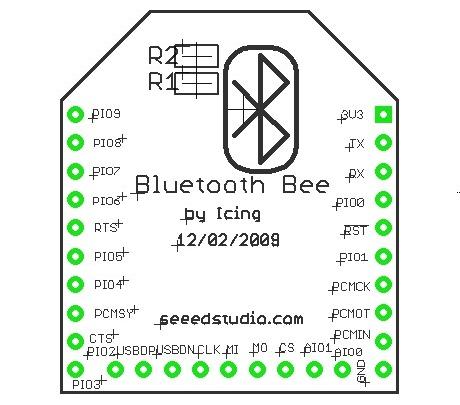 R2
R1
PIO9 3V3
PIO8 TX
PIO7 RX
Bluetooth Bee
PIO6 PIO0
by Icing
RTS RST
12/02/2009
PIO5 PIO1
PIO4 PCMCK
PCMSY PCMOT
seeedstudio.com
CTS PCMIN
PIO2 USBDP USBDN CLK MI MO CS AIO1 AIO0
PIO3 GND